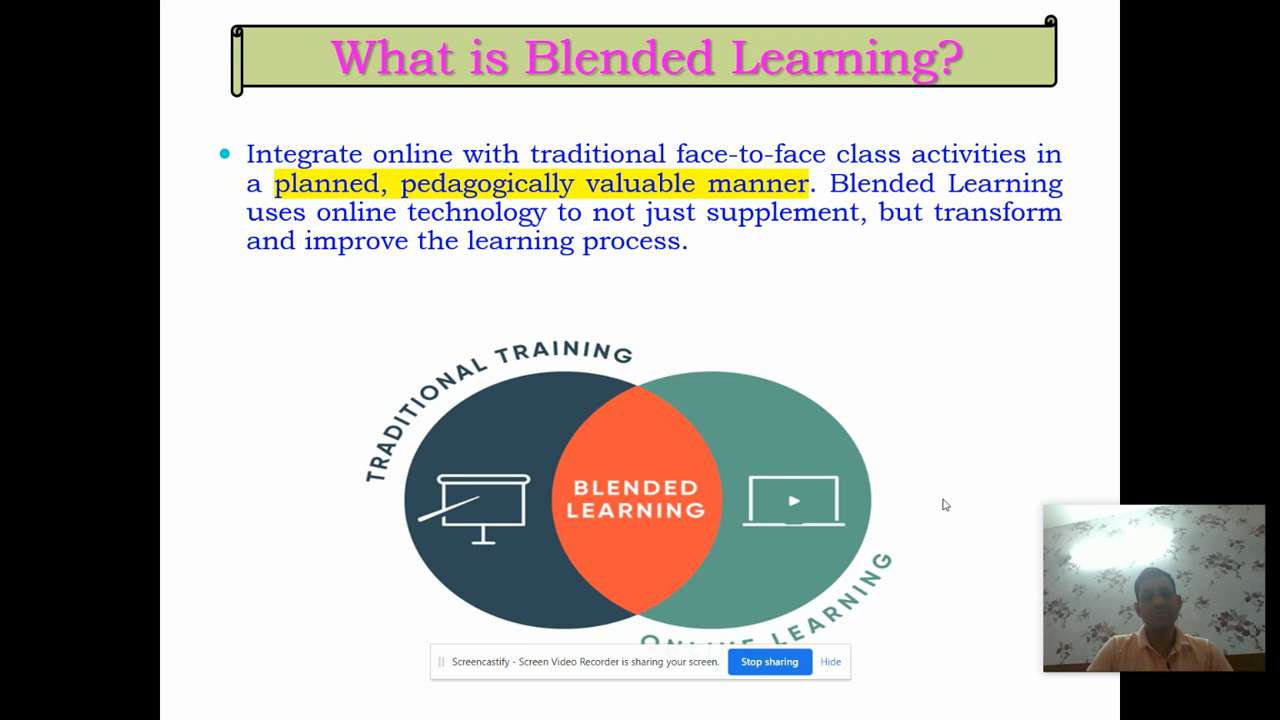 What is Blended Learning?
Integrate online with traditional face-to-face class activities in
a planned, pedagogically valuable manner. Blended Learning
uses online technology to not just supplement, but transform
and improve the learning process.
TRADITIONAL TRAINING
BLENDED
LEARNING
ONLINE LEARNING
Screencastify - Screen Video Recorder is sharing your screen. Stop sharing Hide